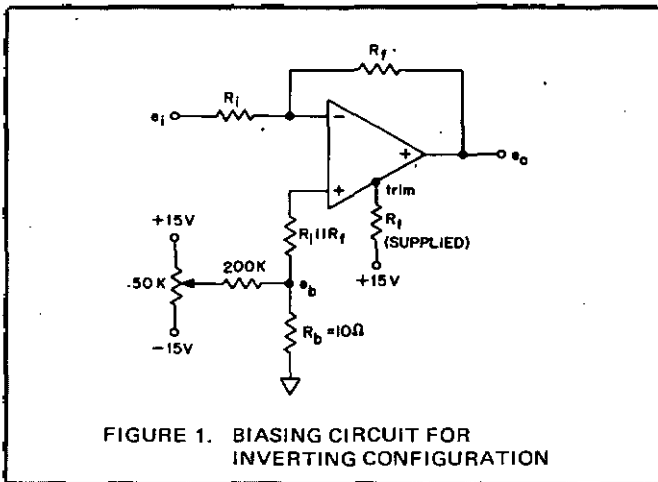 Rf
Ri
ei
−
+
eo
+
trim
Rt
(SUPPLIED)
+15V
Ri||Rf
+15V
200K
.50K
eb
−15V
Rb = 10Ω
FIGURE 1. BIASING CIRCUIT FOR
INVERTING CONFIGURATION